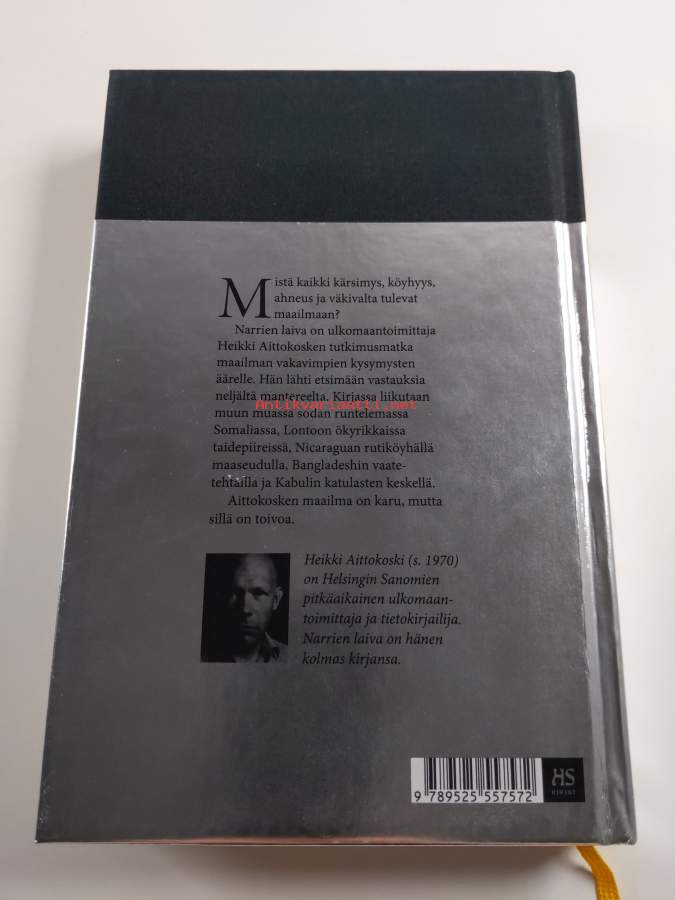 Mistä kaikki kärsimys, köyhyys,
ahneus ja väkivalta tulevat
maailmaan?
Narrien laiva on ulkomaantoimittaja
Heikki Aittokosken tutkimusmatka
maailman vakavimpien kysymysten
äärelle. Hän lähti etsimään vastauksia
neljältä mantereelta. Kirjassa liikutaan
Antikvariaatti.net
muun muassa sodan runtelemassa
Somaliassa, Lontoon ökyrikkaissa
taidepiireissä, Nicaraguan rutiköyhällä
maaseudulla, Bangladeshin vaate-
tehtailla ja Kabulin katulasten keskellä.
Aittokosken maailma on karu, mutta
sillä on toivoa.
Heikki Aittokoski (s. 1970)
on Helsingin Sanomien
pitkäaikainen ulkomaan-
toimittaja ja tietokirjailija.
Narrien laiva on hänen
kolmas kirjansa.
9 789525 557572
HS
KIRJAT